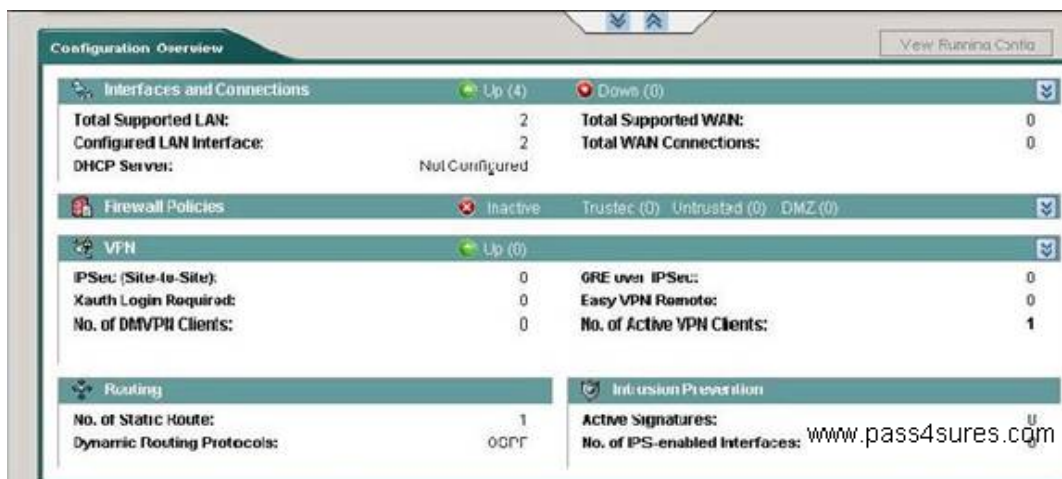 Configuration Overview
View Running Config
Interfaces and Connections Up (4) Down (0)
Total Supported LAN: 2 Total Supported WAN: 0
Configured LAN Interface: 2 Total WAN Connections: 0
DHCP Server: Not Configured
Firewall Policies Inactive Trusted (0) Untrusted (0) DMZ (0)
VPN Up (0)
IPSec (Site-to-Site): 0 GRE over IPSec: 0
Xauth Login Required: 0 Easy VPN Remote: 0
No. of DMVPN Clients: 0 No. of Active VPN Clients: 1
Routing Intrusion Prevention
No. of Static Route: 1 Active Signatures: 0
Dynamic Routing Protocols: OSPF No. of IPS-enabled Interfaces: 0
www.pass4sures.com